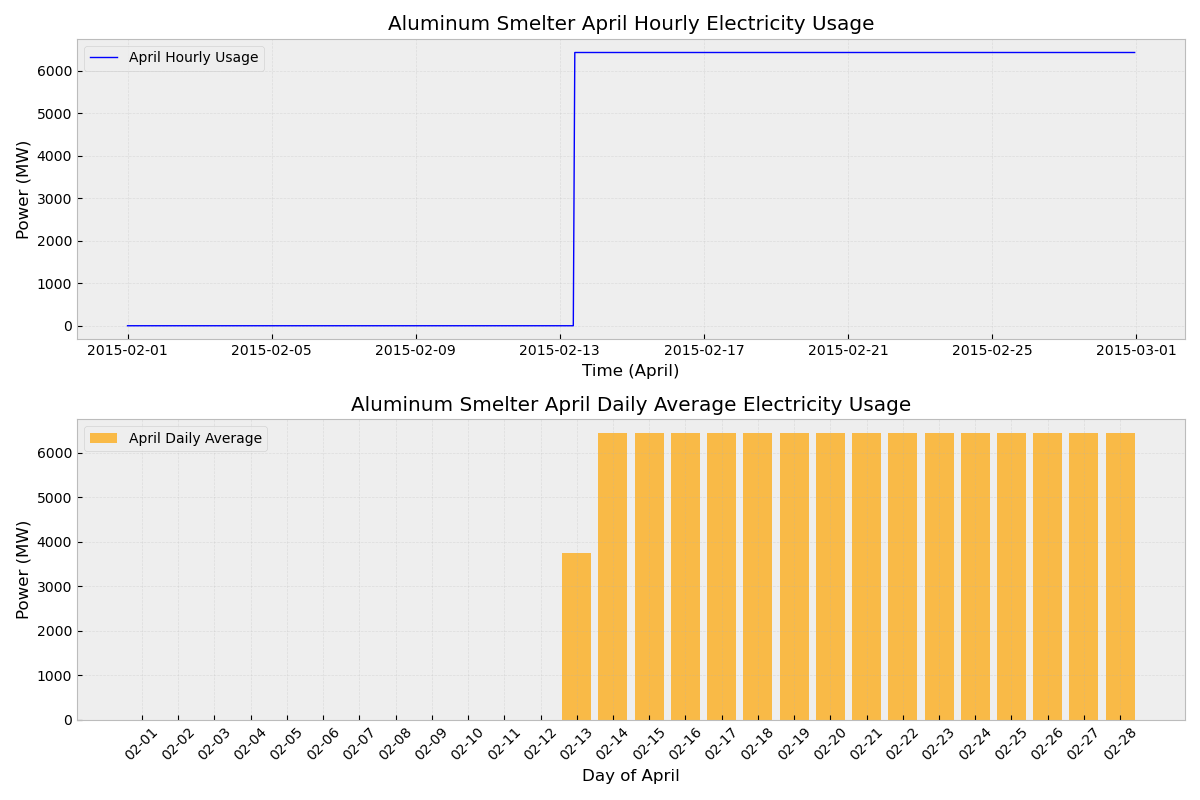 Aluminum Smelter April Hourly Electricity Usage
April Hourly Usage
Power (MW)
6000
5000
4000
3000
2000
1000
0
2015-02-01 2015-02-05 2015-02-09 2015-02-13 2015-02-17 2015-02-21 2015-02-25 2015-03-01
Time (April)
Aluminum Smelter April Daily Average Electricity Usage
April Daily Average
Power (MW)
6000
5000
4000
3000
2000
1000
0
02-01 02-02 02-03 02-04 02-05 02-06 02-07 02-08 02-09 02-10 02-11 02-12 02-13 02-14 02-15 02-16 02-17 02-18 02-19 02-20 02-21 02-22 02-23 02-24 02-25 02-26 02-27 02-28
Day of April